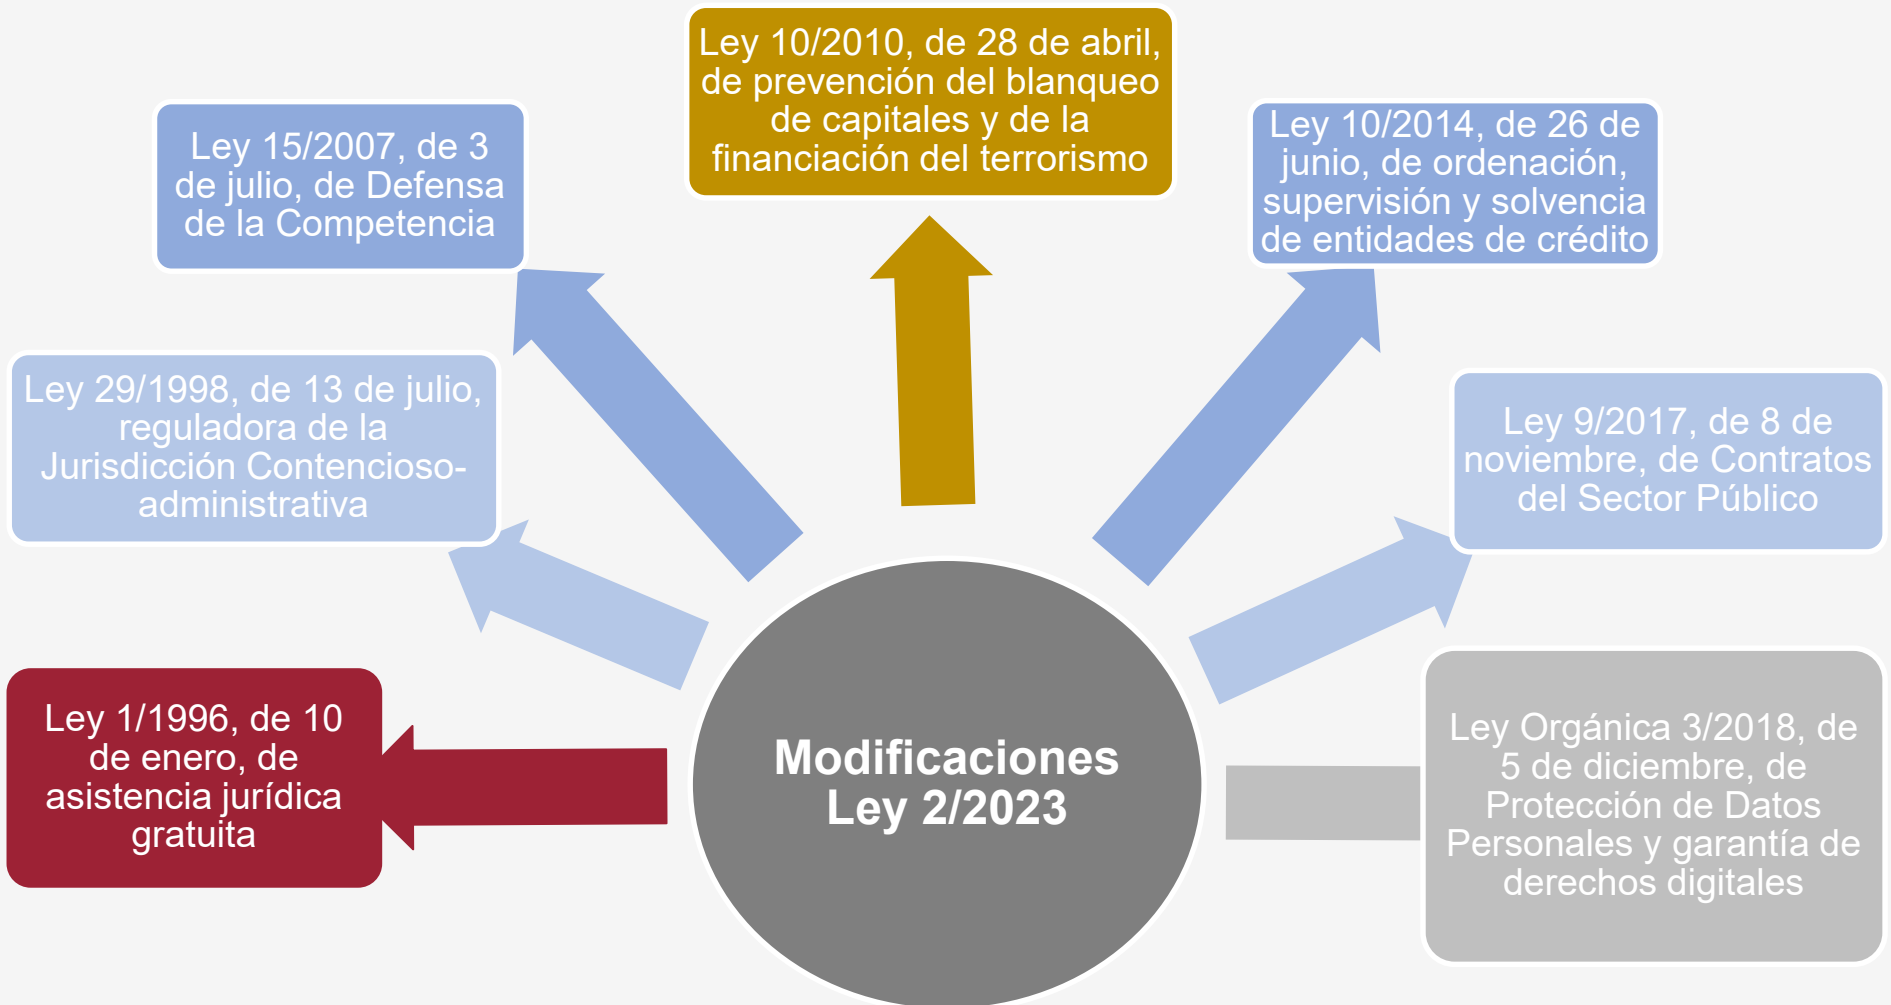 Ley 10/2010, de 28 de abril,
de prevención del blanqueo
de capitales y de la
financiación del terrorismo
Ley 15/2007, de 3
de julio, de Defensa
de la Competencia
Ley 10/2014, de 26 de
junio, de ordenación,
supervisión y solvencia
de entidades de crédito
Ley 29/1998, de 13 de julio,
reguladora de la
Jurisdicción Contencioso-
administrativa
Ley 9/2017, de 8 de
noviembre, de Contratos
del Sector Público
Ley 1/1996, de 10
de enero, de
asistencia jurídica
gratuita
Modificaciones
Ley 2/2023
Ley Orgánica 3/2018, de
5 de diciembre, de
Protección de Datos
Personales y garantía de
derechos digitales